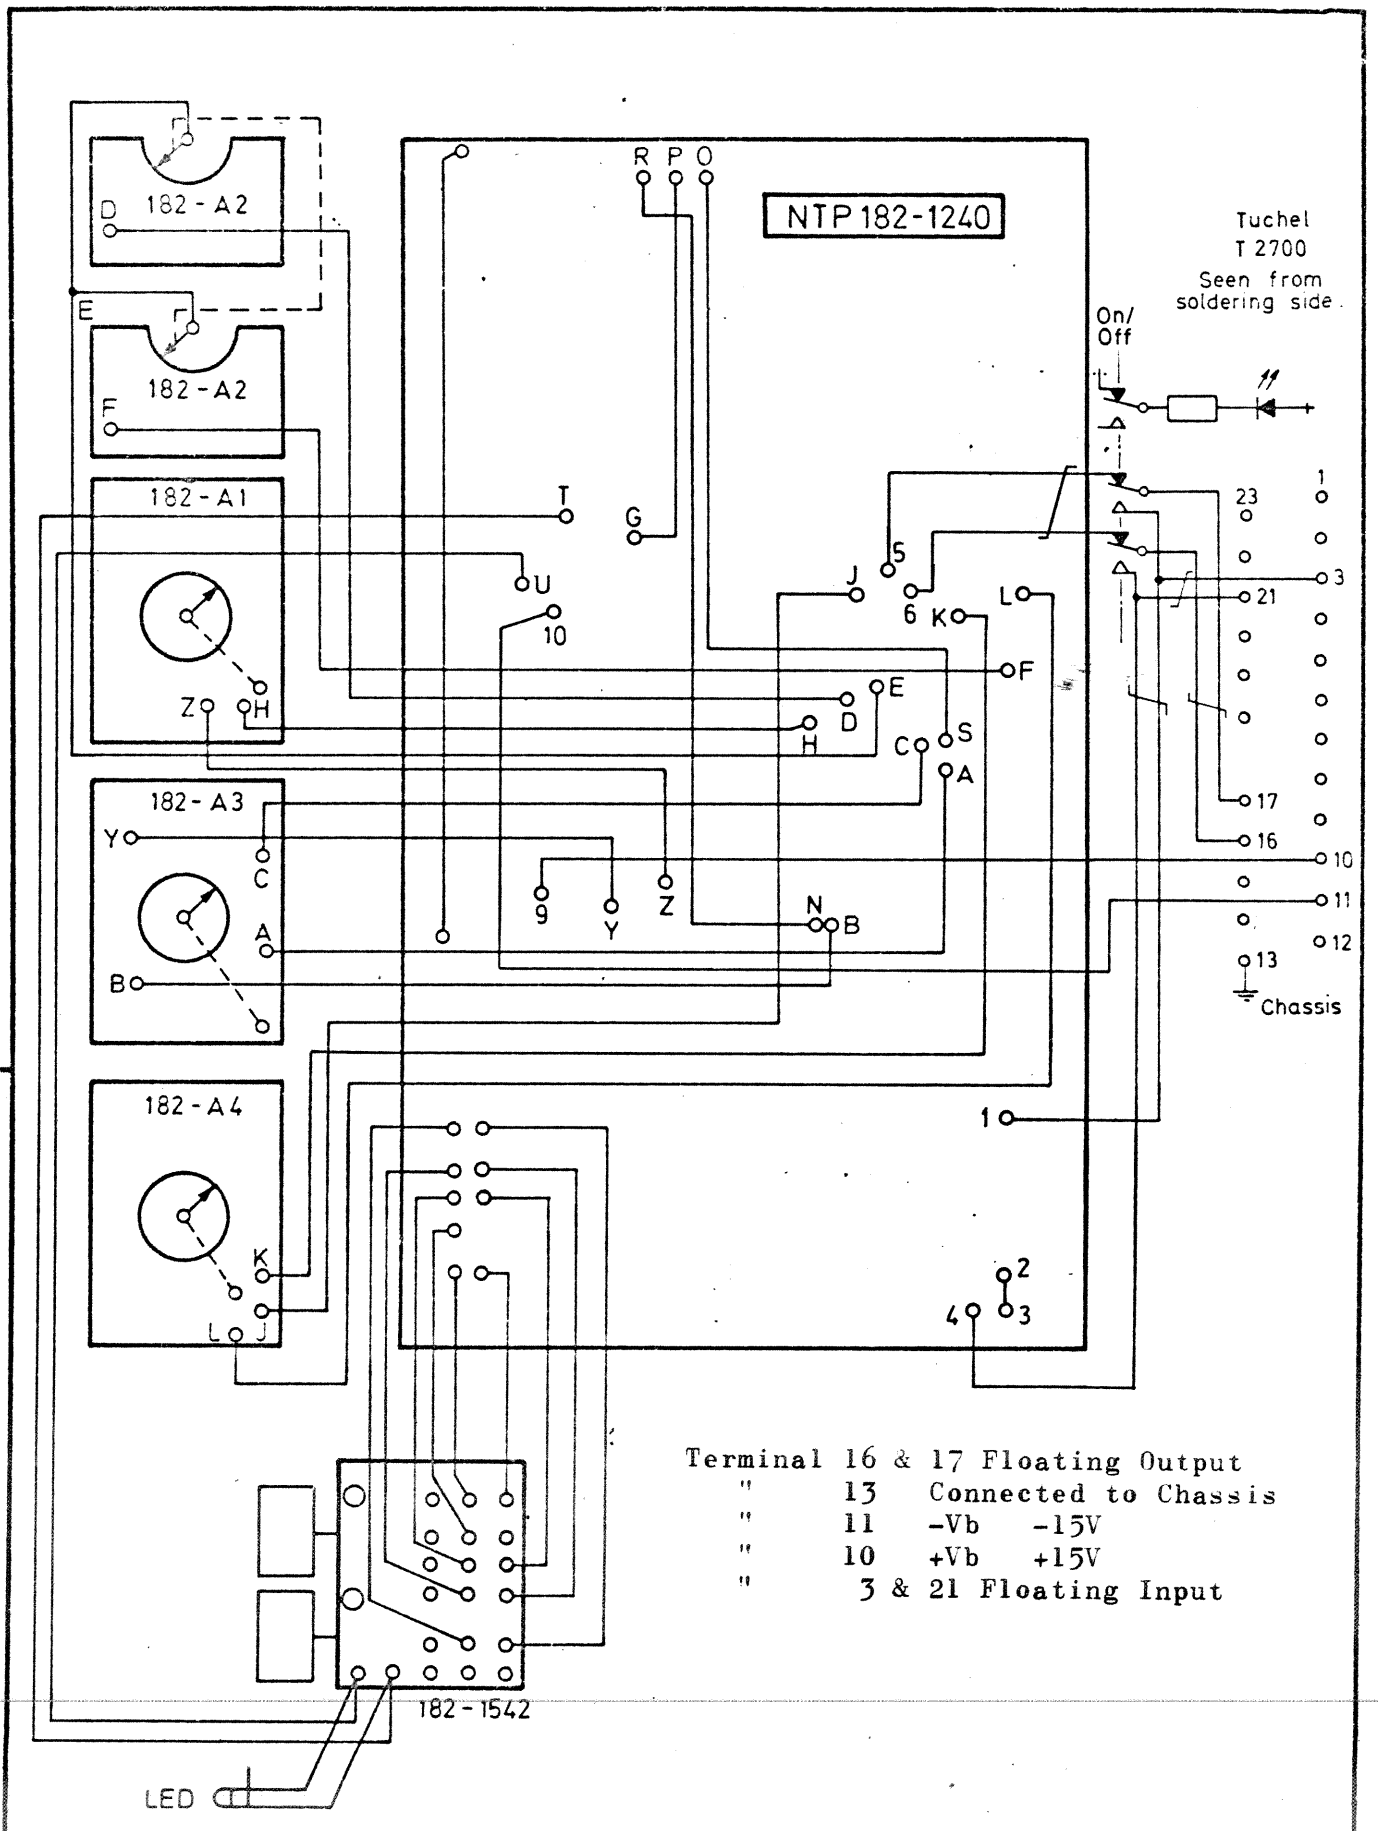 R P O
NTP 182-1240
Tuchel
T 2700
Seen from
soldering side.
On/
Off
182-A2
D
E
182-A2
F
182-A1
Z
H
182-A3
Y
C
A
B
182-A4
K
J
L
T
G
U
10
J
5
6
K
L
F
E
D
H
C
S
A
9
Y
Z
N
B
1
2
3
4
23
1
3
21
17
16
10
11
12
13
Chassis
182-1542
LED
Terminal 16 & 17 Floating Output
" 13 Connected to Chassis
" 11 -Vb -15V
" 10 +Vb +15V
" 3 & 21 Floating Input